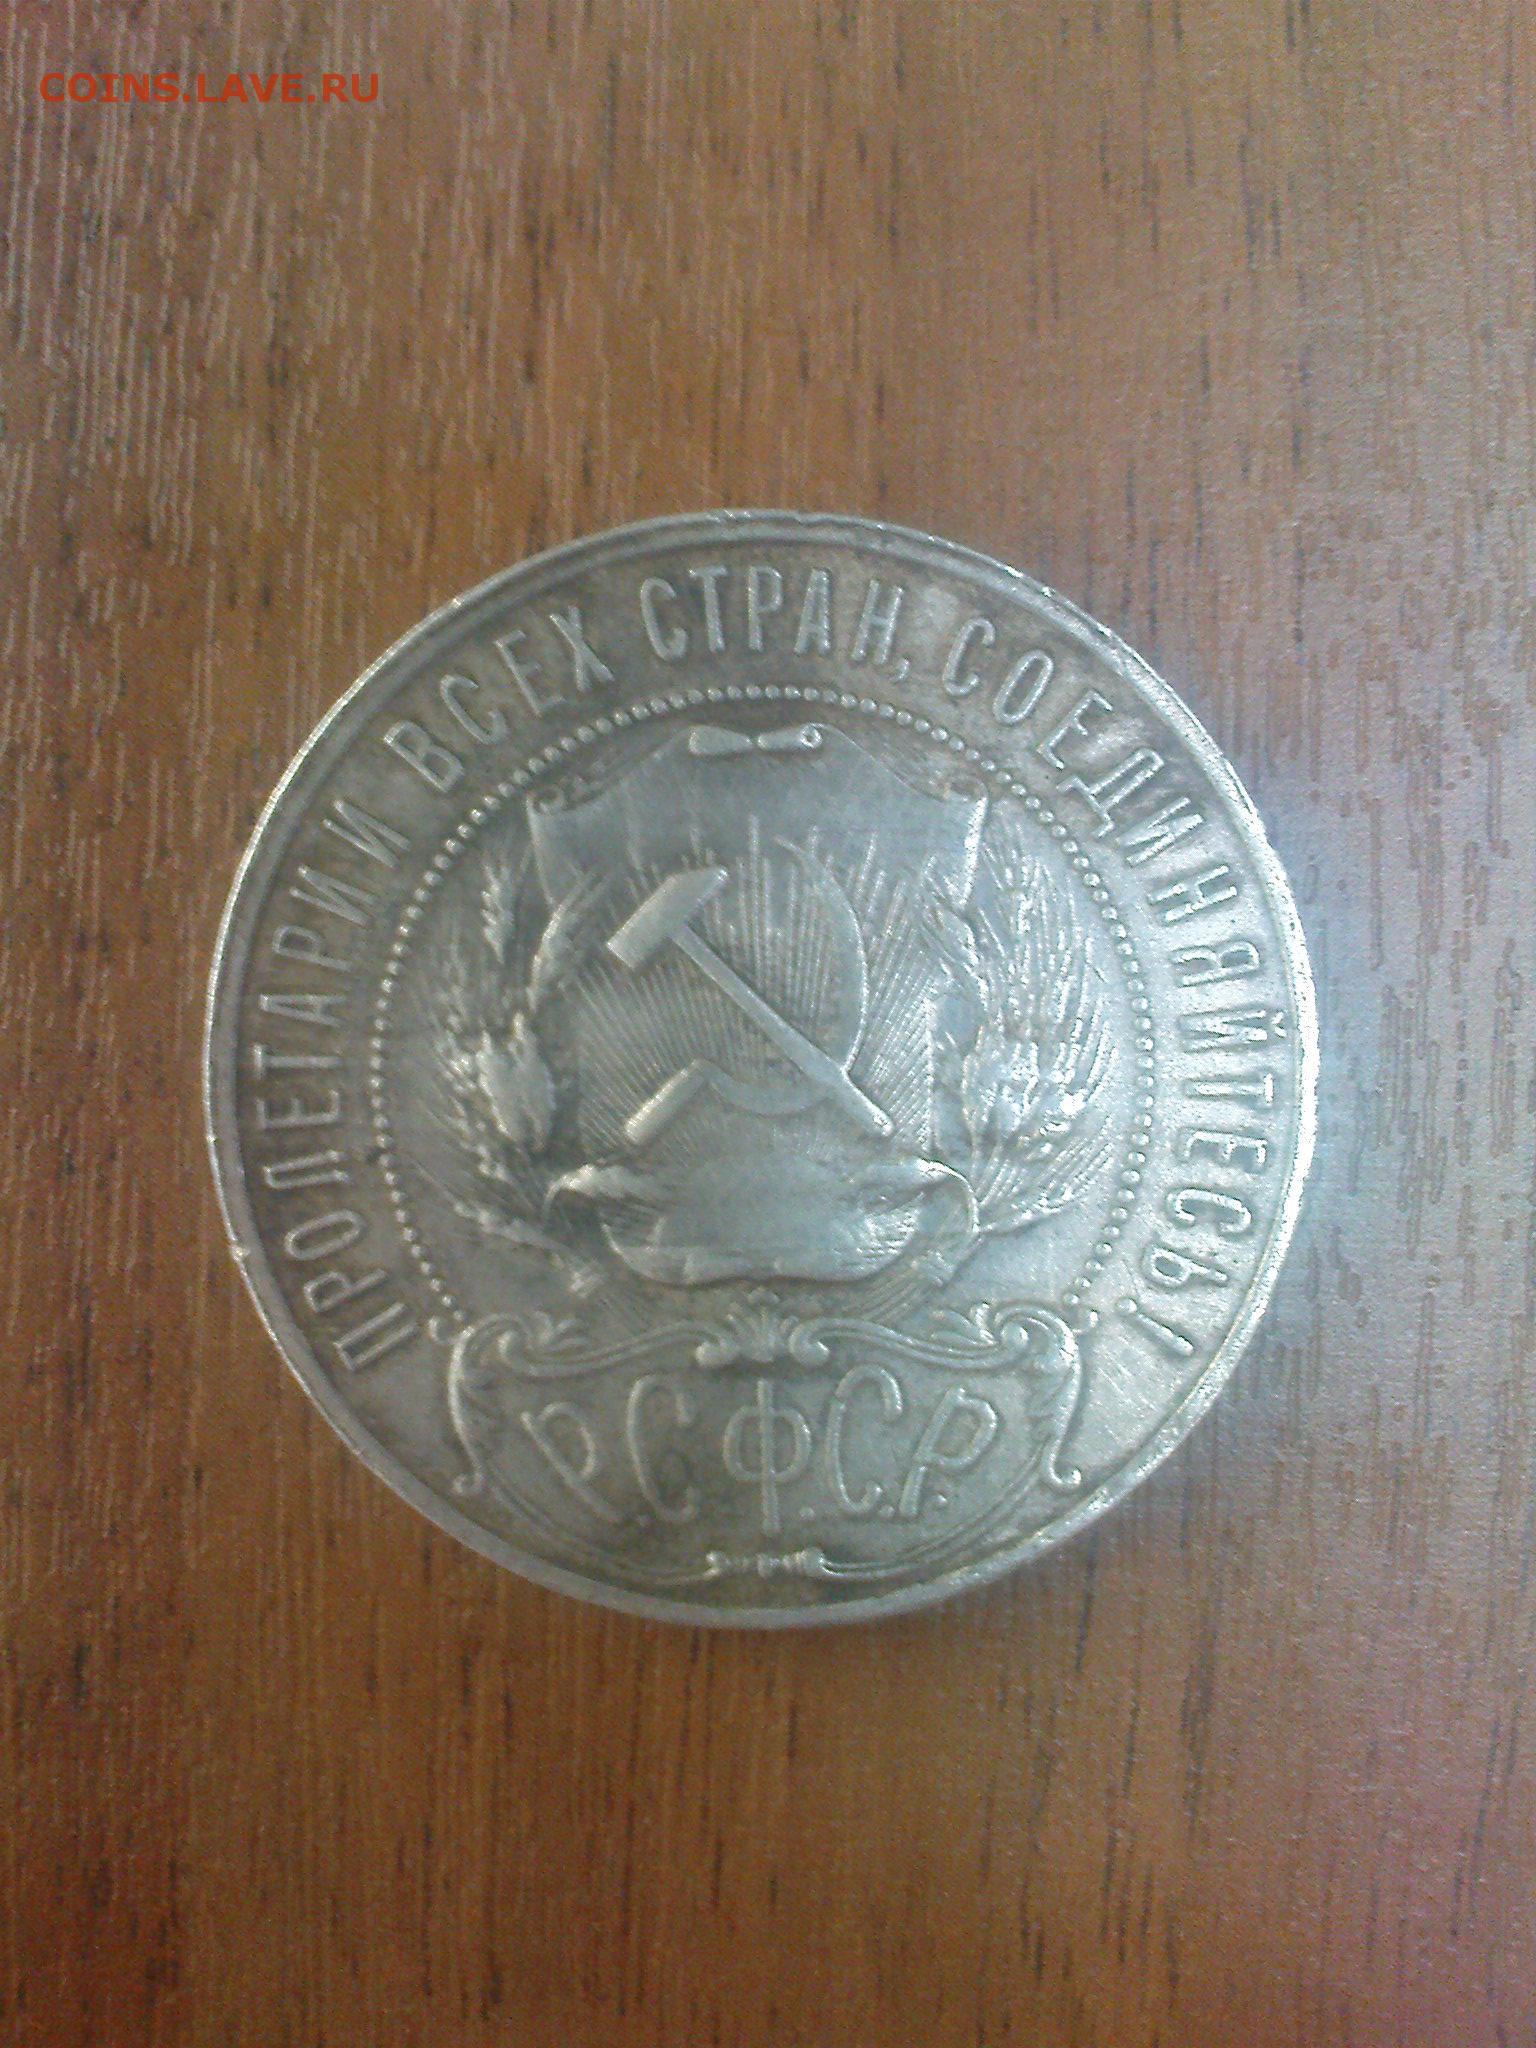 COINS.LAVE.RU
ПРОЛЕТАРИИ ВСЕХ СТРАН, СОЕДИНЯЙТЕСЬ!
Р.С.Ф.С.Р.